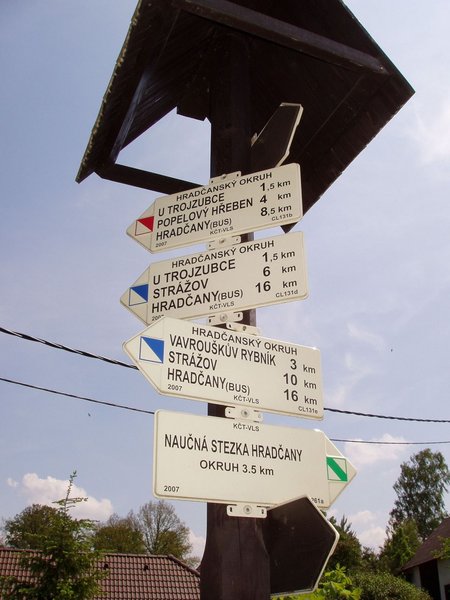 HRADČANSKÝ OKRUH
U TROJZUBCE 1,5 km
POPELOVÝ HŘEBEN 4 km
HRADČANY(BUS) 8,5 km
2007 KČT-VLS CL131b
HRADČANSKÝ OKRUH
U TROJZUBCE 1,5 km
STRÁŽOV 6 km
HRADČANY(BUS) 16 km
2007 KČT-VLS CL131d
HRADČANSKÝ OKRUH
VAVROUŠKŮV RYBNÍK 3 km
STRÁŽOV 10 km
HRADČANY(BUS) 16 km
2007 KČT-VLS CL131e
KČT-VLS
NAUČNÁ STEZKA HRADČANY
OKRUH 3.5 km
2007 261a